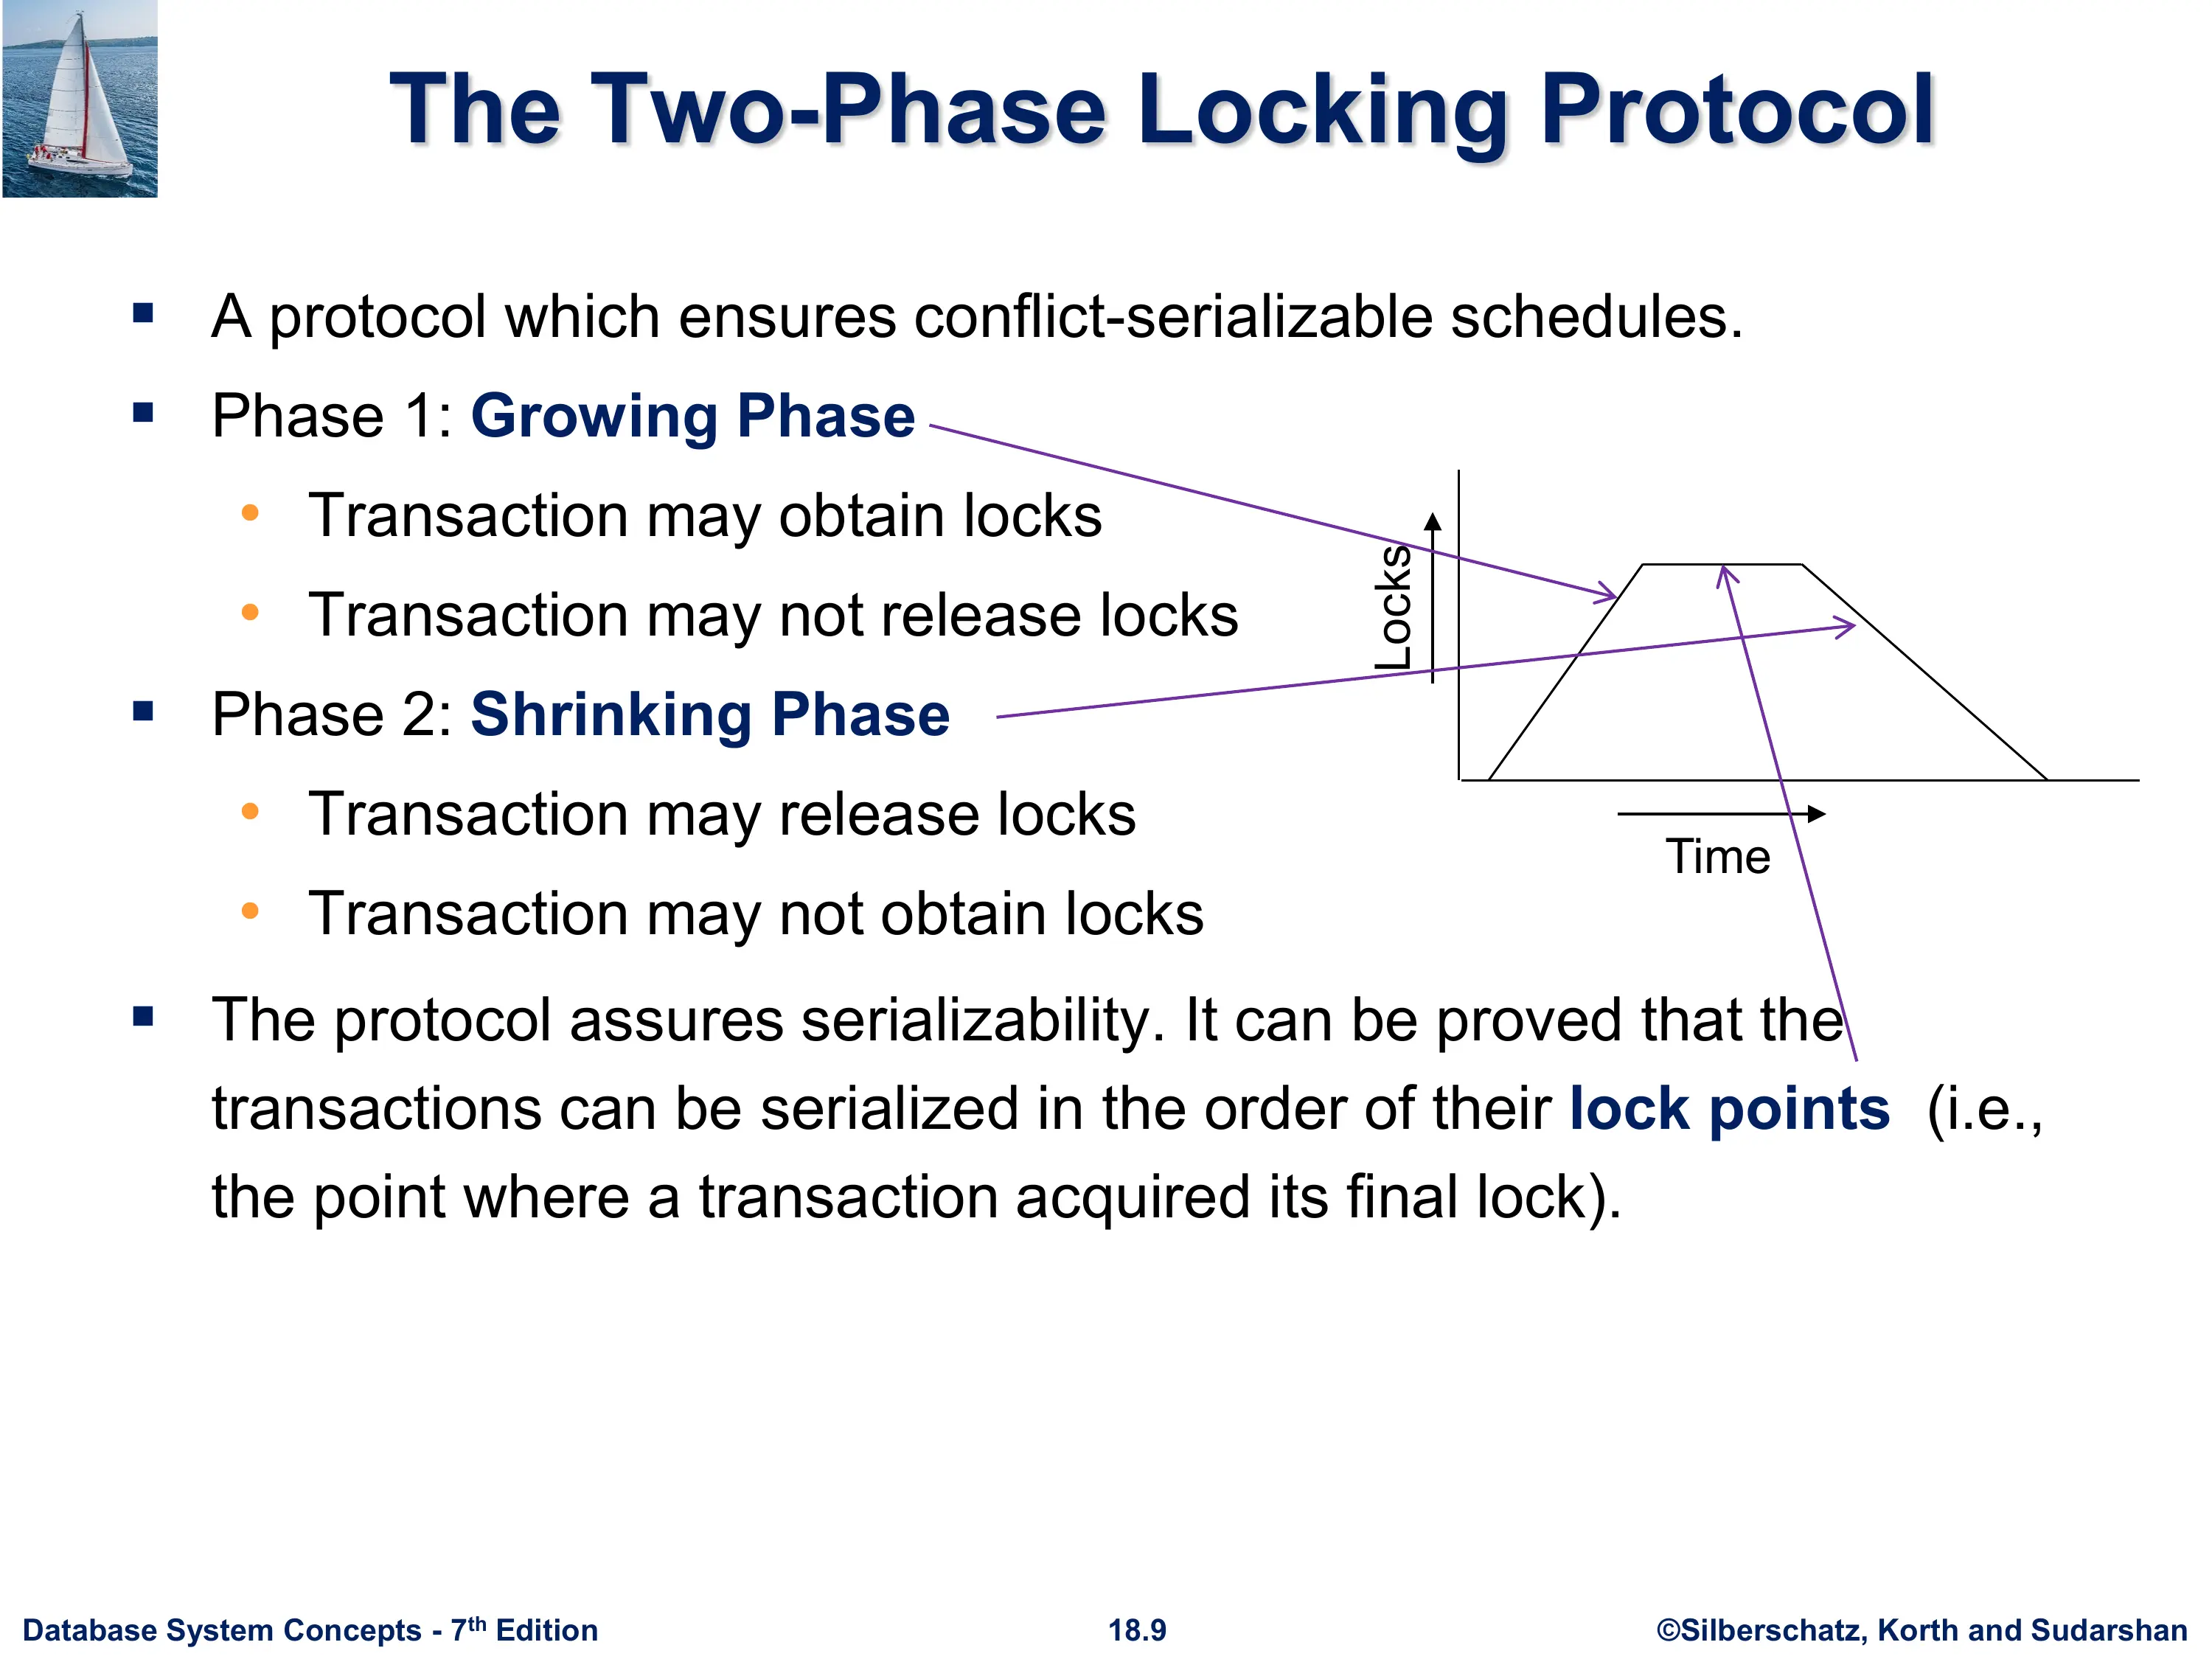 The Two-Phase Locking Protocol
▪ A protocol which ensures conflict-serializable schedules.
▪ Phase 1: Growing Phase
• Transaction may obtain locks
• Transaction may not release locks
▪ Phase 2: Shrinking Phase
• Transaction may release locks
• Transaction may not obtain locks
Locks
Time
▪ The protocol assures serializability. It can be proved that the
transactions can be serialized in the order of their lock points (i.e.,
the point where a transaction acquired its final lock).
Database System Concepts - 7th Edition
18.9
©Silberschatz, Korth and Sudarshan